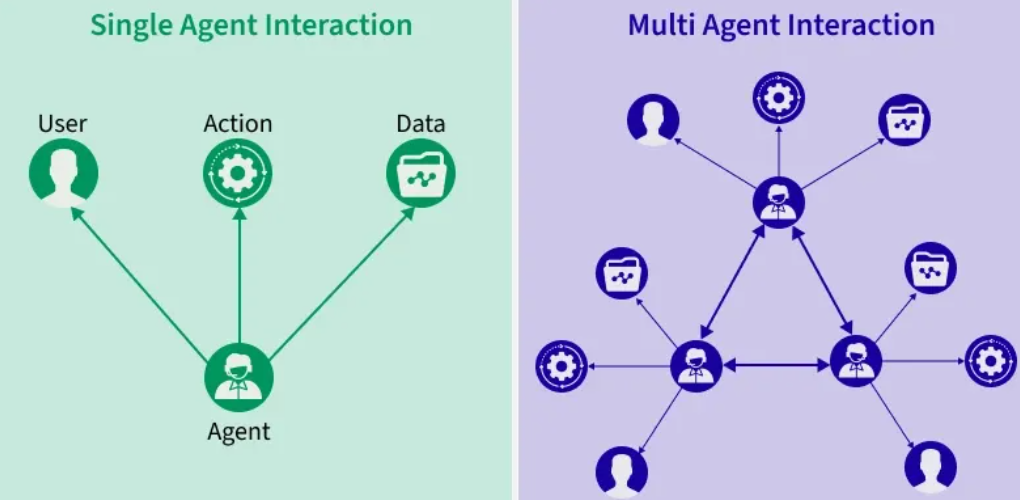 Single Agent Interaction
User
Action
Data
Agent
Multi Agent Interaction